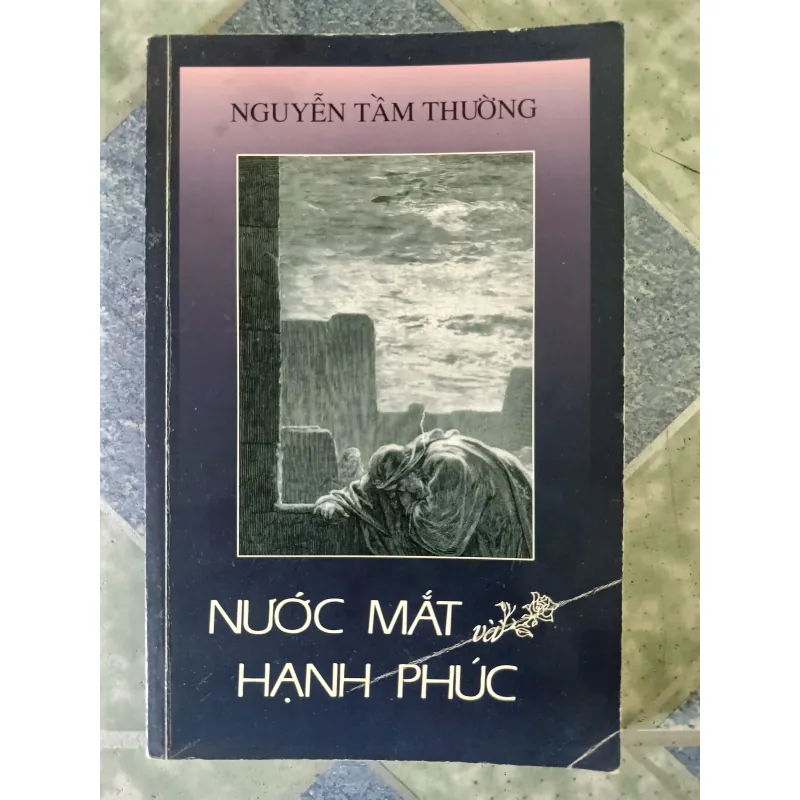 NGUYỄN TẦM THƯỜNG
NƯỚC MẮT và
HẠNH PHÚC